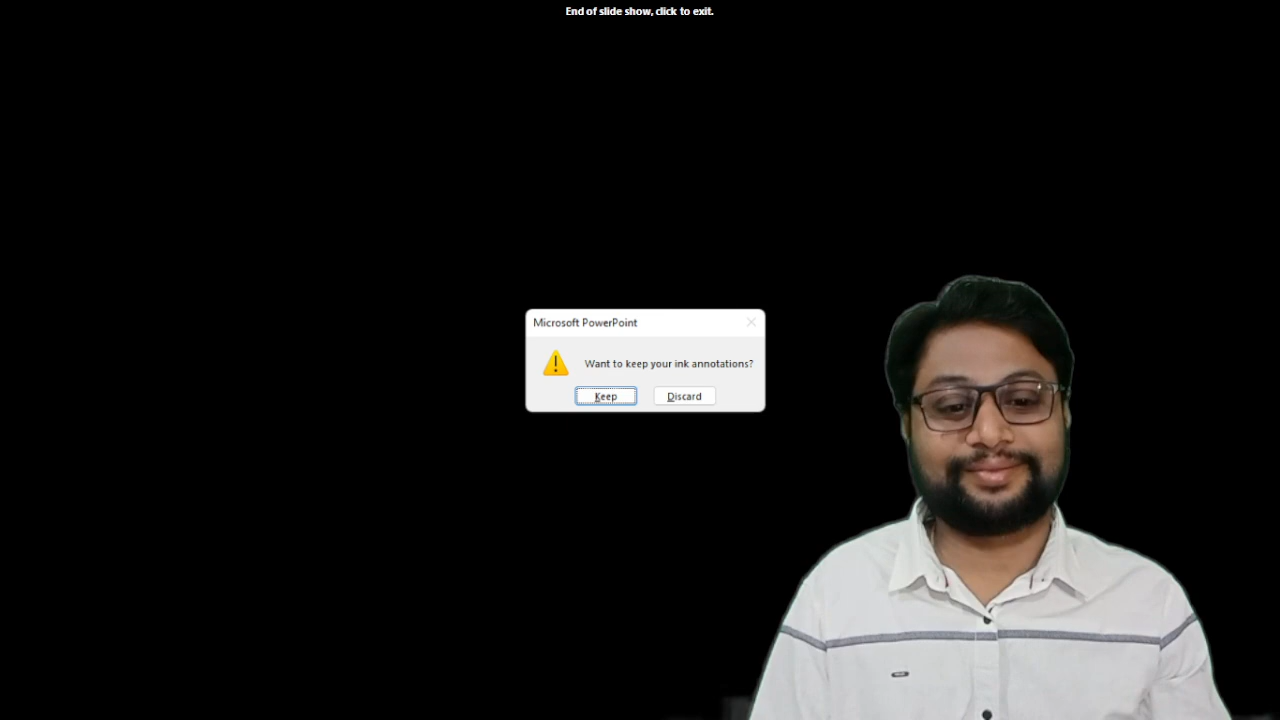 End of slide show, click to exit.
Microsoft PowerPoint
Want to keep your ink annotations?
Keep
Discard